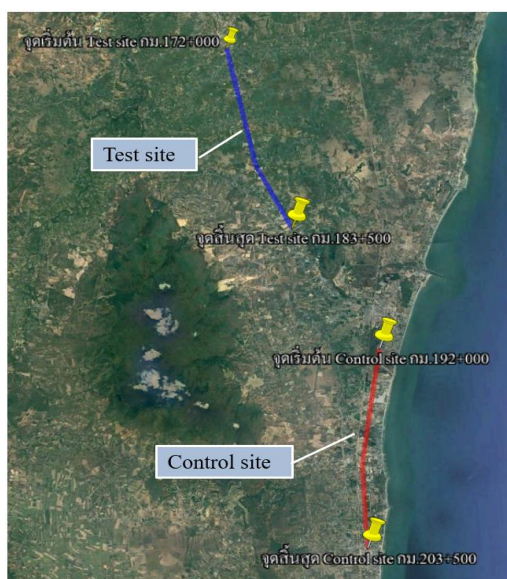 จุดเริ่มต้น Test site กม.172+000
Test site
จุดสิ้นสุด Test site กม.183+500
จุดเริ่มต้น Control site กม.192+000
Control site
จุดสิ้นสุด Control site กม.203+500